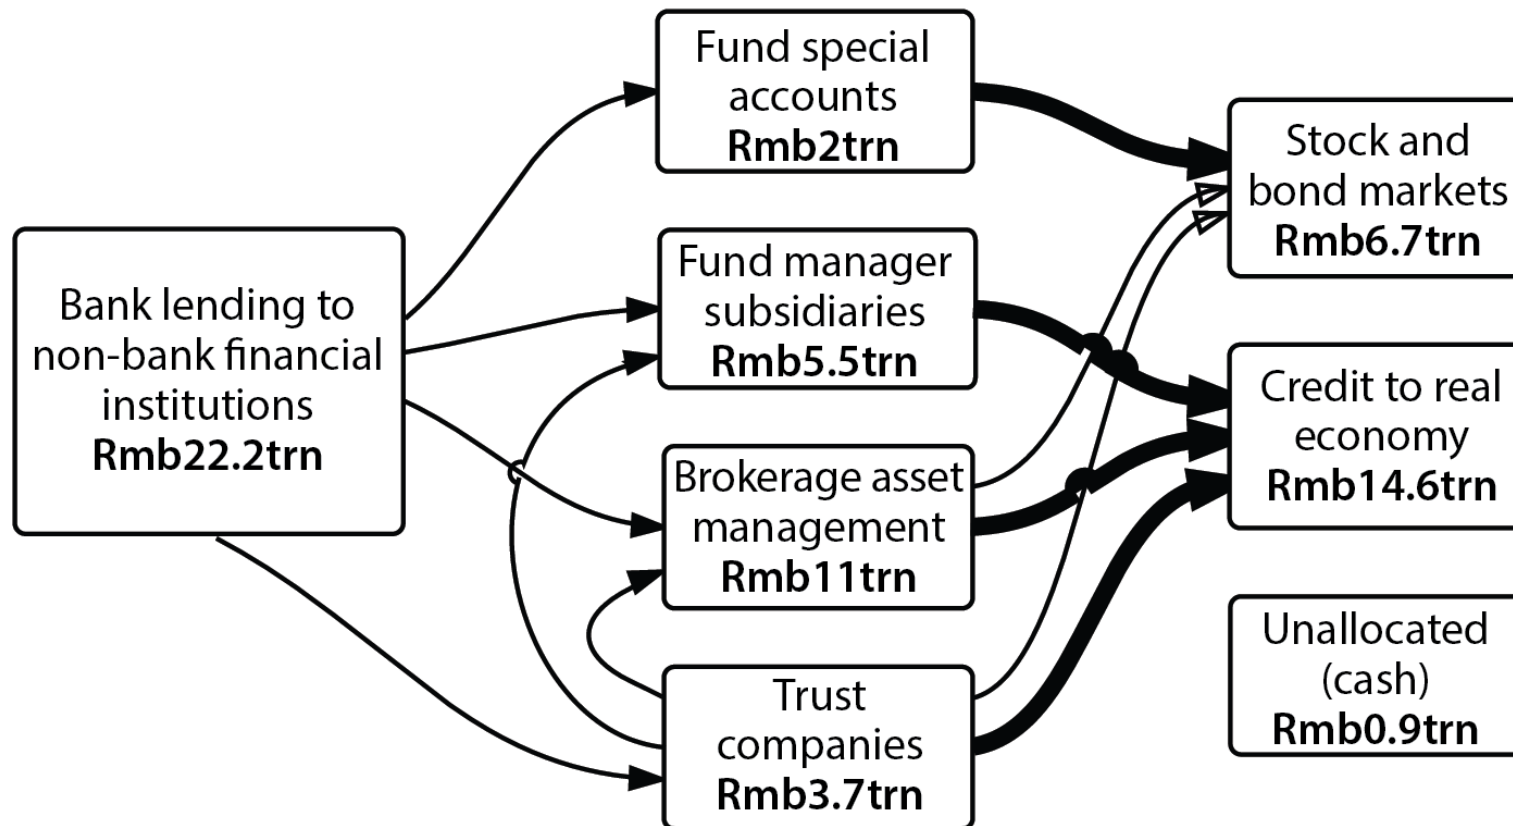 Fund special
accounts
Rmb2trn
Stock and
bond markets
Rmb6.7trn
Bank lending to
non-bank financial
institutions
Rmb22.2trn
Fund manager
subsidiaries
Rmb5.5trn
Credit to real
economy
Rmb14.6trn
Brokerage asset
management
Rmb11trn
Unallocated
(cash)
Rmb0.9trn
Trust
companies
Rmb3.7trn